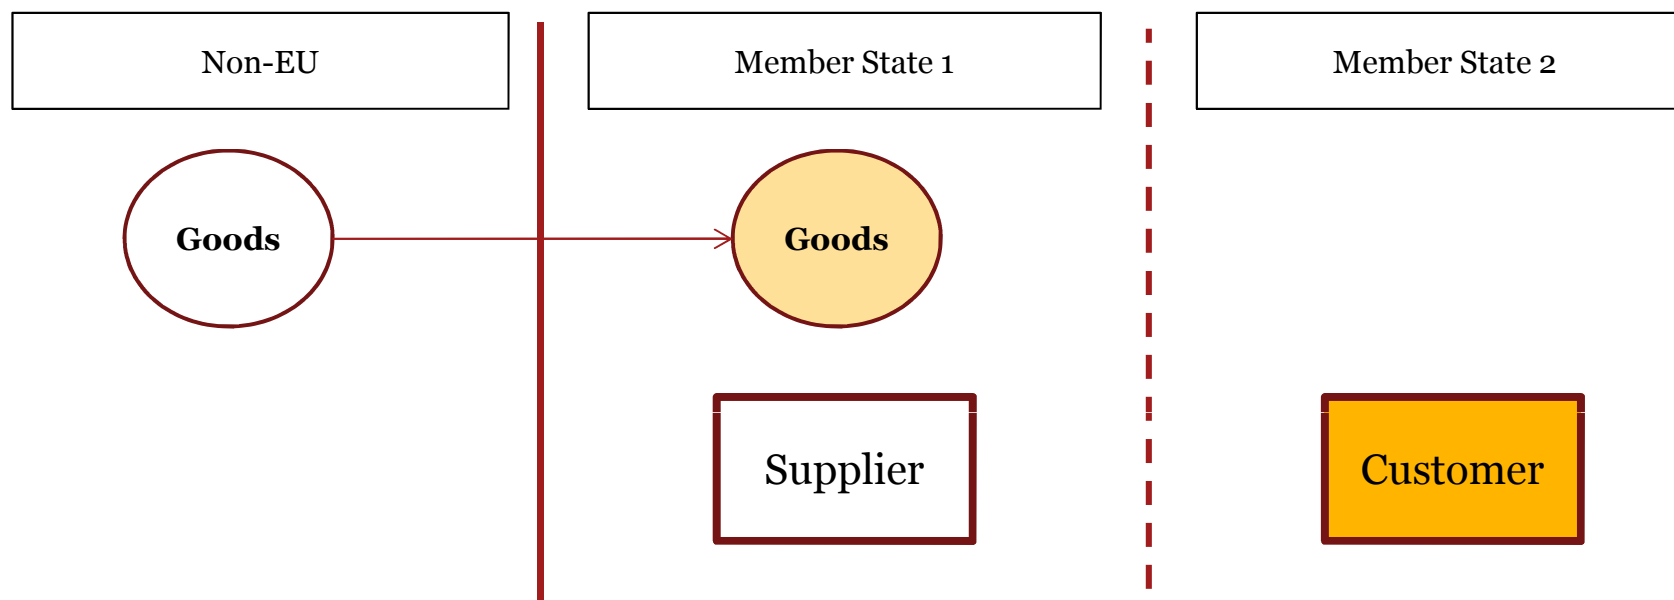 Non-EU
Member State 1
Member State 2
Goods
Goods
Supplier
Customer